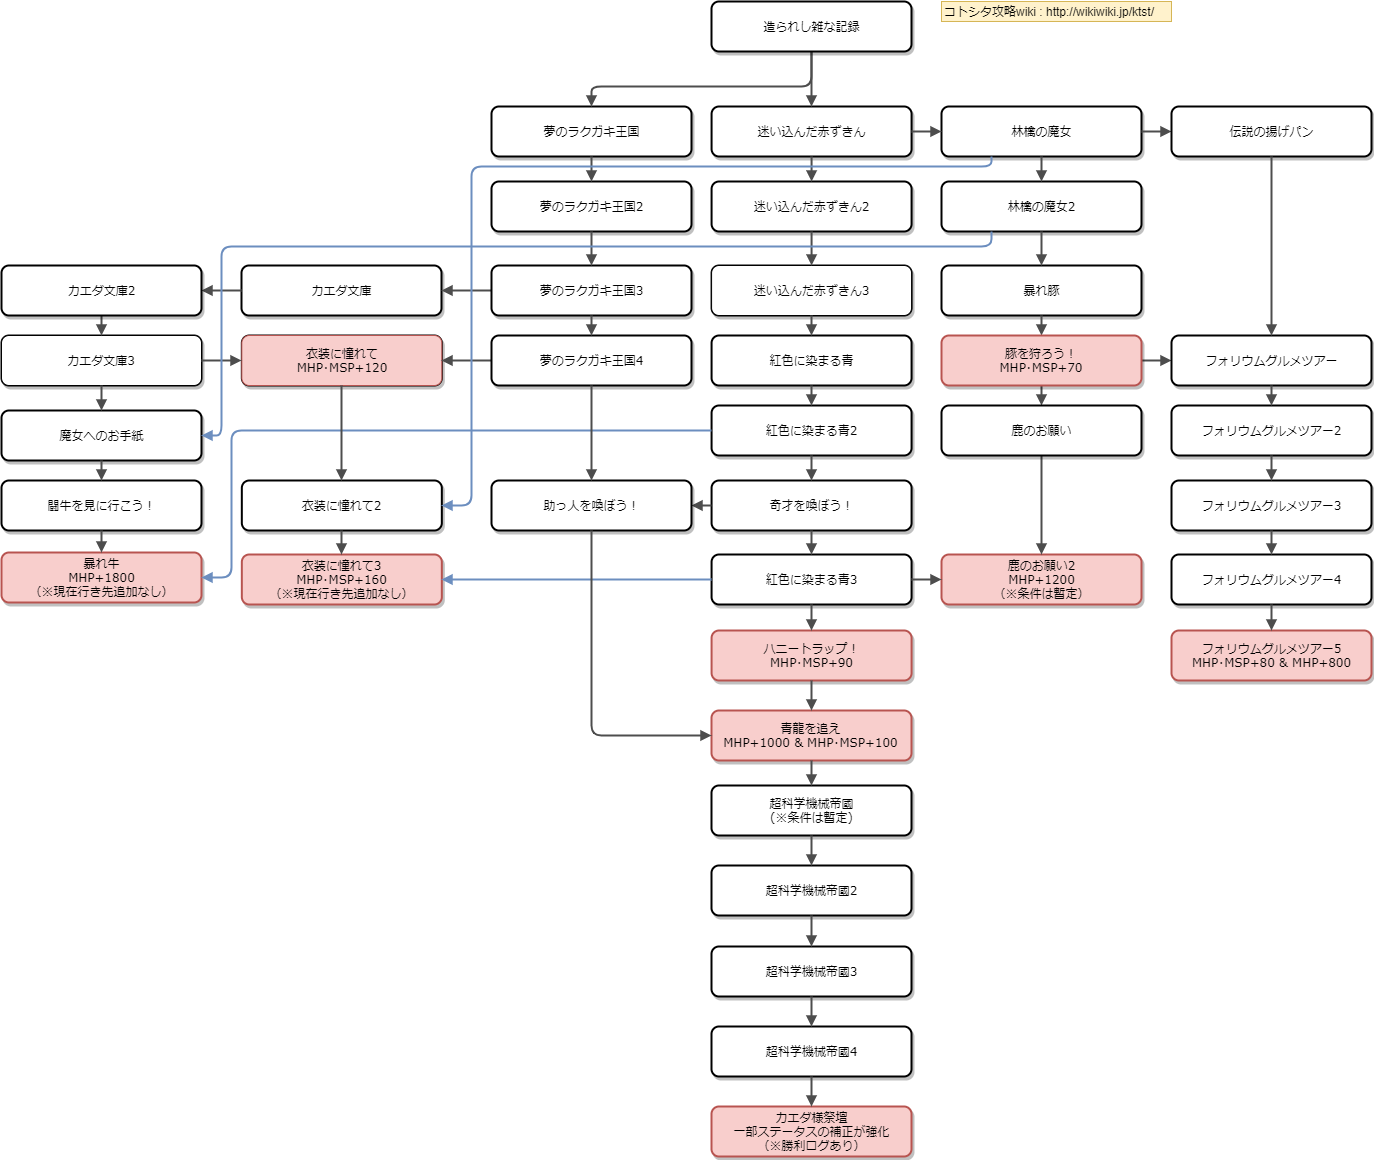 造られし雑な記録
コトシタ攻略wiki : http://wikiwiki.jp/ktst/
夢のラクガキ王国
迷い込んだ赤ずきん
林檎の魔女
伝説の揚げパン
夢のラクガキ王国2
迷い込んだ赤ずきん2
林檎の魔女2
カエダ文庫2
カエダ文庫
夢のラクガキ王国3
迷い込んだ赤ずきん3
暴れ豚
カエダ文庫3
衣装に憧れて
MHP・MSP+120
夢のラクガキ王国4
紅色に染まる青
豚を狩ろう！
MHP・MSP+70
フォリウムグルメツアー
魔女へのお手紙
紅色に染まる青2
鹿のお願い
フォリウムグルメツアー2
闘牛を見に行こう！
衣装に憧れて2
助っ人を喚ぼう！
奇才を喚ぼう！
フォリウムグルメツアー3
暴れ牛
MHP+1800
（※現在行き先追加なし）
衣装に憧れて3
MHP・MSP+160
（※現在行き先追加なし）
紅色に染まる青3
鹿のお願い2
MHP+1200
（※条件は暫定）
フォリウムグルメツアー4
ハニートラップ！
MHP・MSP+90
フォリウムグルメツアー5
MHP・MSP+80 & MHP+800
青龍を追え
MHP+1000 & MHP・MSP+100
超科学機械帝國
(※条件は暫定)
超科学機械帝國2
超科学機械帝國3
超科学機械帝國4
カエダ様祭壇
一部ステータスの補正が強化
（※勝利ログあり）